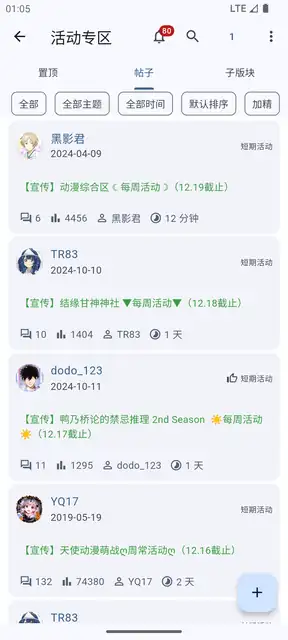 01:05
LTE
活动专区
80
1
置顶
帖子
子版块
全部
全部主题
全部时间
默认排序
加精
黑影君
2024-04-09
短期活动
【宣传】动漫综合区☾每周活动☽（12.19截止）
6
4456
黑影君
12 分钟
TR83
2024-10-10
短期活动
【宣传】结缘甘神神社 ▼每周活动▼（12.18截止）
10
1404
TR83
1 天
dodo_123
2024-10-11
短期活动
【宣传】鸭乃桥论的禁忌推理 2nd Season ☀️每周活动
☀️（12.17截止）
11
1295
dodo_123
1 天
YQ17
2019-05-19
短期活动
【宣传】天使动漫萌战ღ周常活动ღ（12.16截止）
132
74380
YQ17
2 天
TR83